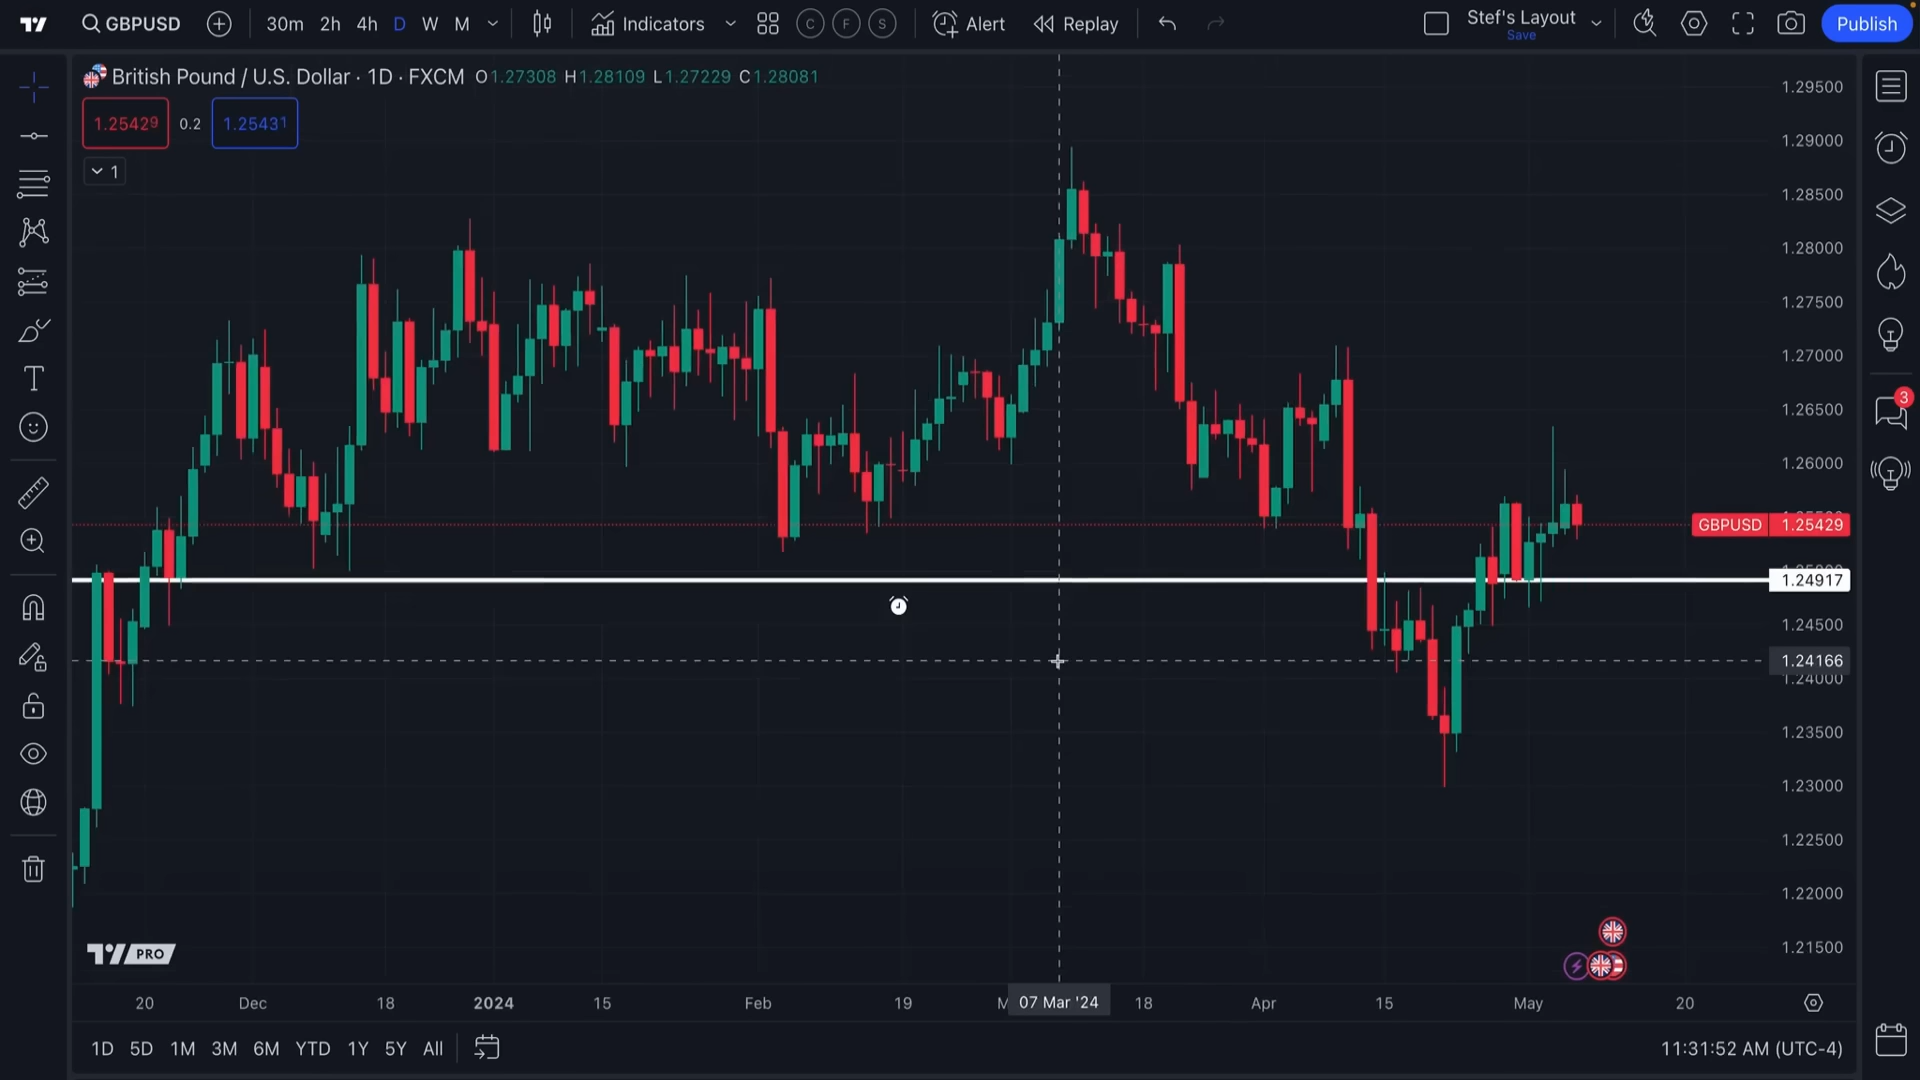 GBPUSD 30m 2h 4h D W M Indicators C F S Alert Replay Stef's Layout Save Publish
British Pound / U.S. Dollar · 1D · FXCM O1.27308 H1.28109 L1.27229 C1.28081
1.25429 0.2 1.25431
1
1.29500
1.29000
1.28500
1.28000
1.27500
1.27000
1.26500
3
1.26000
GBPUSD 1.25429
1.24917
1.24500
1.24166
1.24000
1.23500
1.23000
1.22500
1.22000
1.21500
PRO
20 Dec 18 2024 15 Feb 19 07 Mar '24 18 Apr 15 May 20
1D 5D 1M 3M 6M YTD 1Y 5Y All 11:31:52 AM (UTC-4)